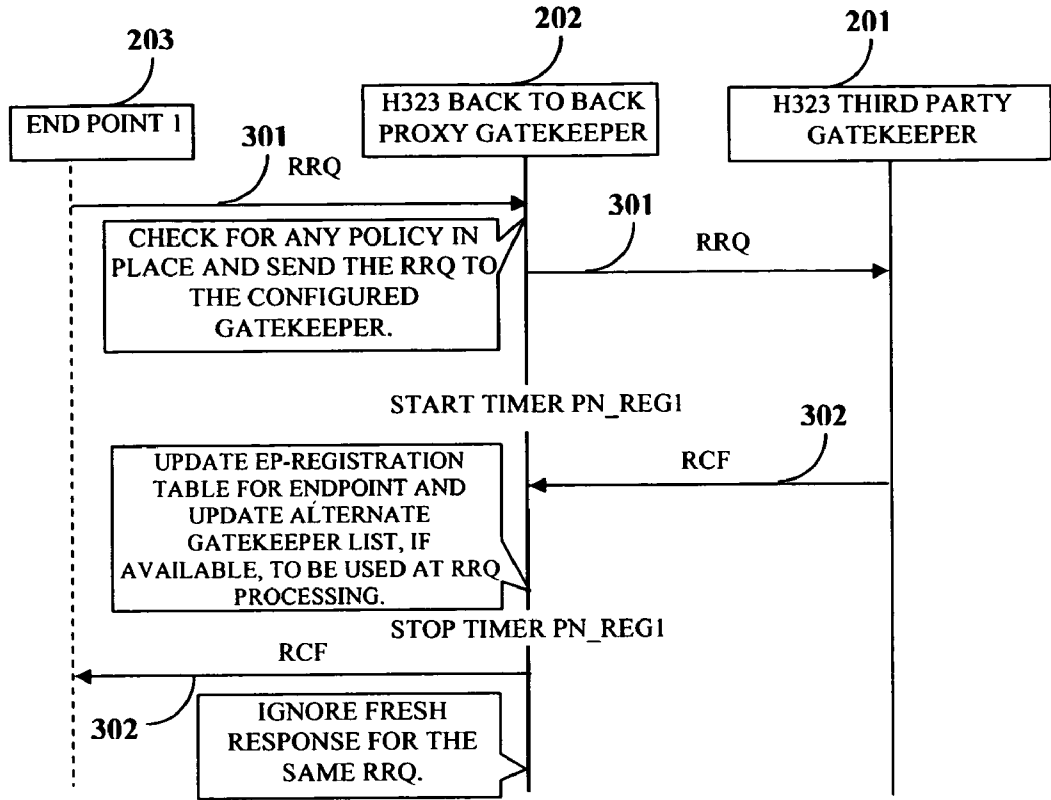 203
202
201
END POINT 1
H323 BACK TO BACK
PROXY GATEKEEPER
H323 THIRD PARTY
GATEKEEPER
301
RRQ
301
RRQ
CHECK FOR ANY POLICY IN
PLACE AND SEND THE RRQ TO
THE CONFIGURED
GATEKEEPER.
START TIMER PN_REG1
302
RCF
UPDATE EP-REGISTRATION
TABLE FOR ENDPOINT AND
UPDATE ALTERNATE
GATEKEEPER LIST, IF
AVAILABLE, TO BE USED AT RRQ
PROCESSING.
STOP TIMER PN_REG1
RCF
302
IGNORE FRESH
RESPONSE FOR THE
SAME RRQ.